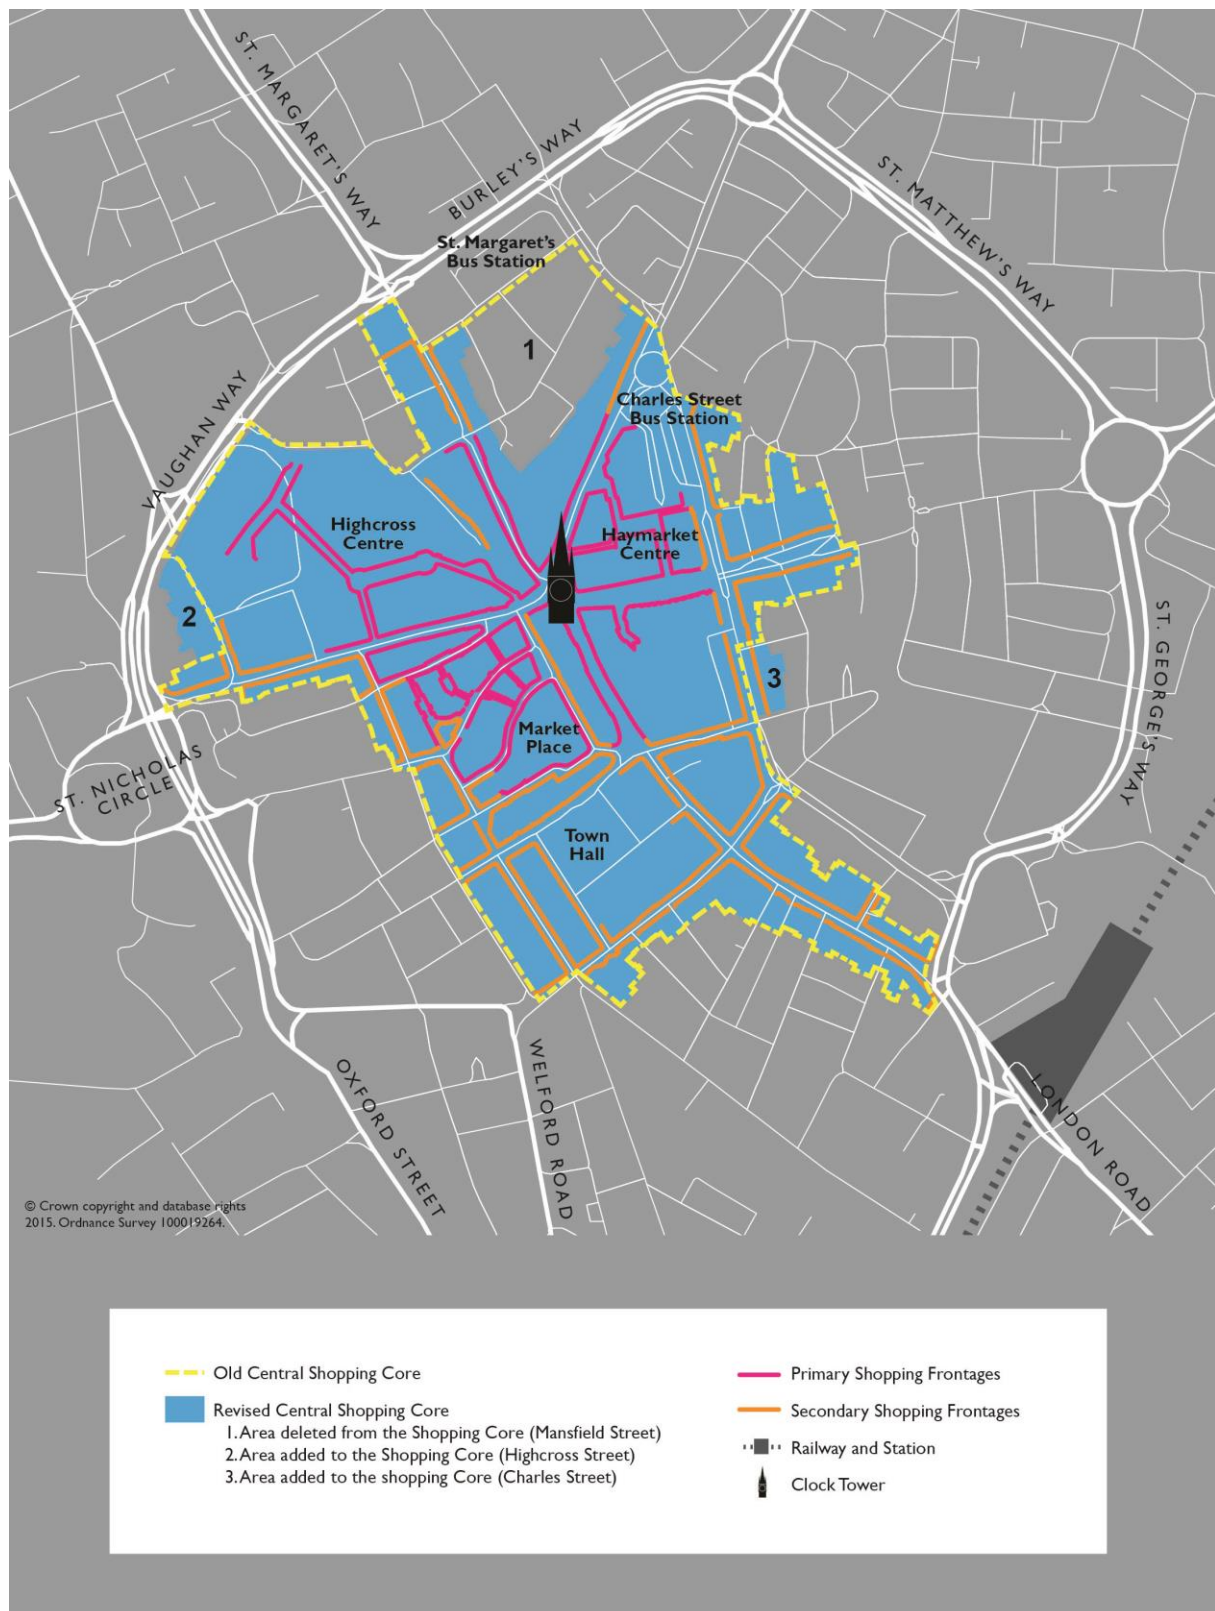 ST. MARGARET'S WAY
BURLEY'S WAY
ST. MATTHEW'S WAY
St. Margaret's
Bus Station
1
Charles Street
Bus Station
VAUGHAN WAY
Highcross
Centre
Haymarket
Centre
2
3
ST. GEORGE'S WAY
Market
Place
ST. NICHOLAS
CIRCLE
Town
Hall
OXFORD STREET
WELFORD ROAD
LONDON ROAD
© Crown copyright and database rights
2015. Ordnance Survey 100019264.
Old Central Shopping Core
Revised Central Shopping Core
1. Area deleted from the Shopping Core (Mansfield Street)
2. Area added to the Shopping Core (Highcross Street)
3. Area added to the shopping Core (Charles Street)
Primary Shopping Frontages
Secondary Shopping Frontages
Railway and Station
Clock Tower